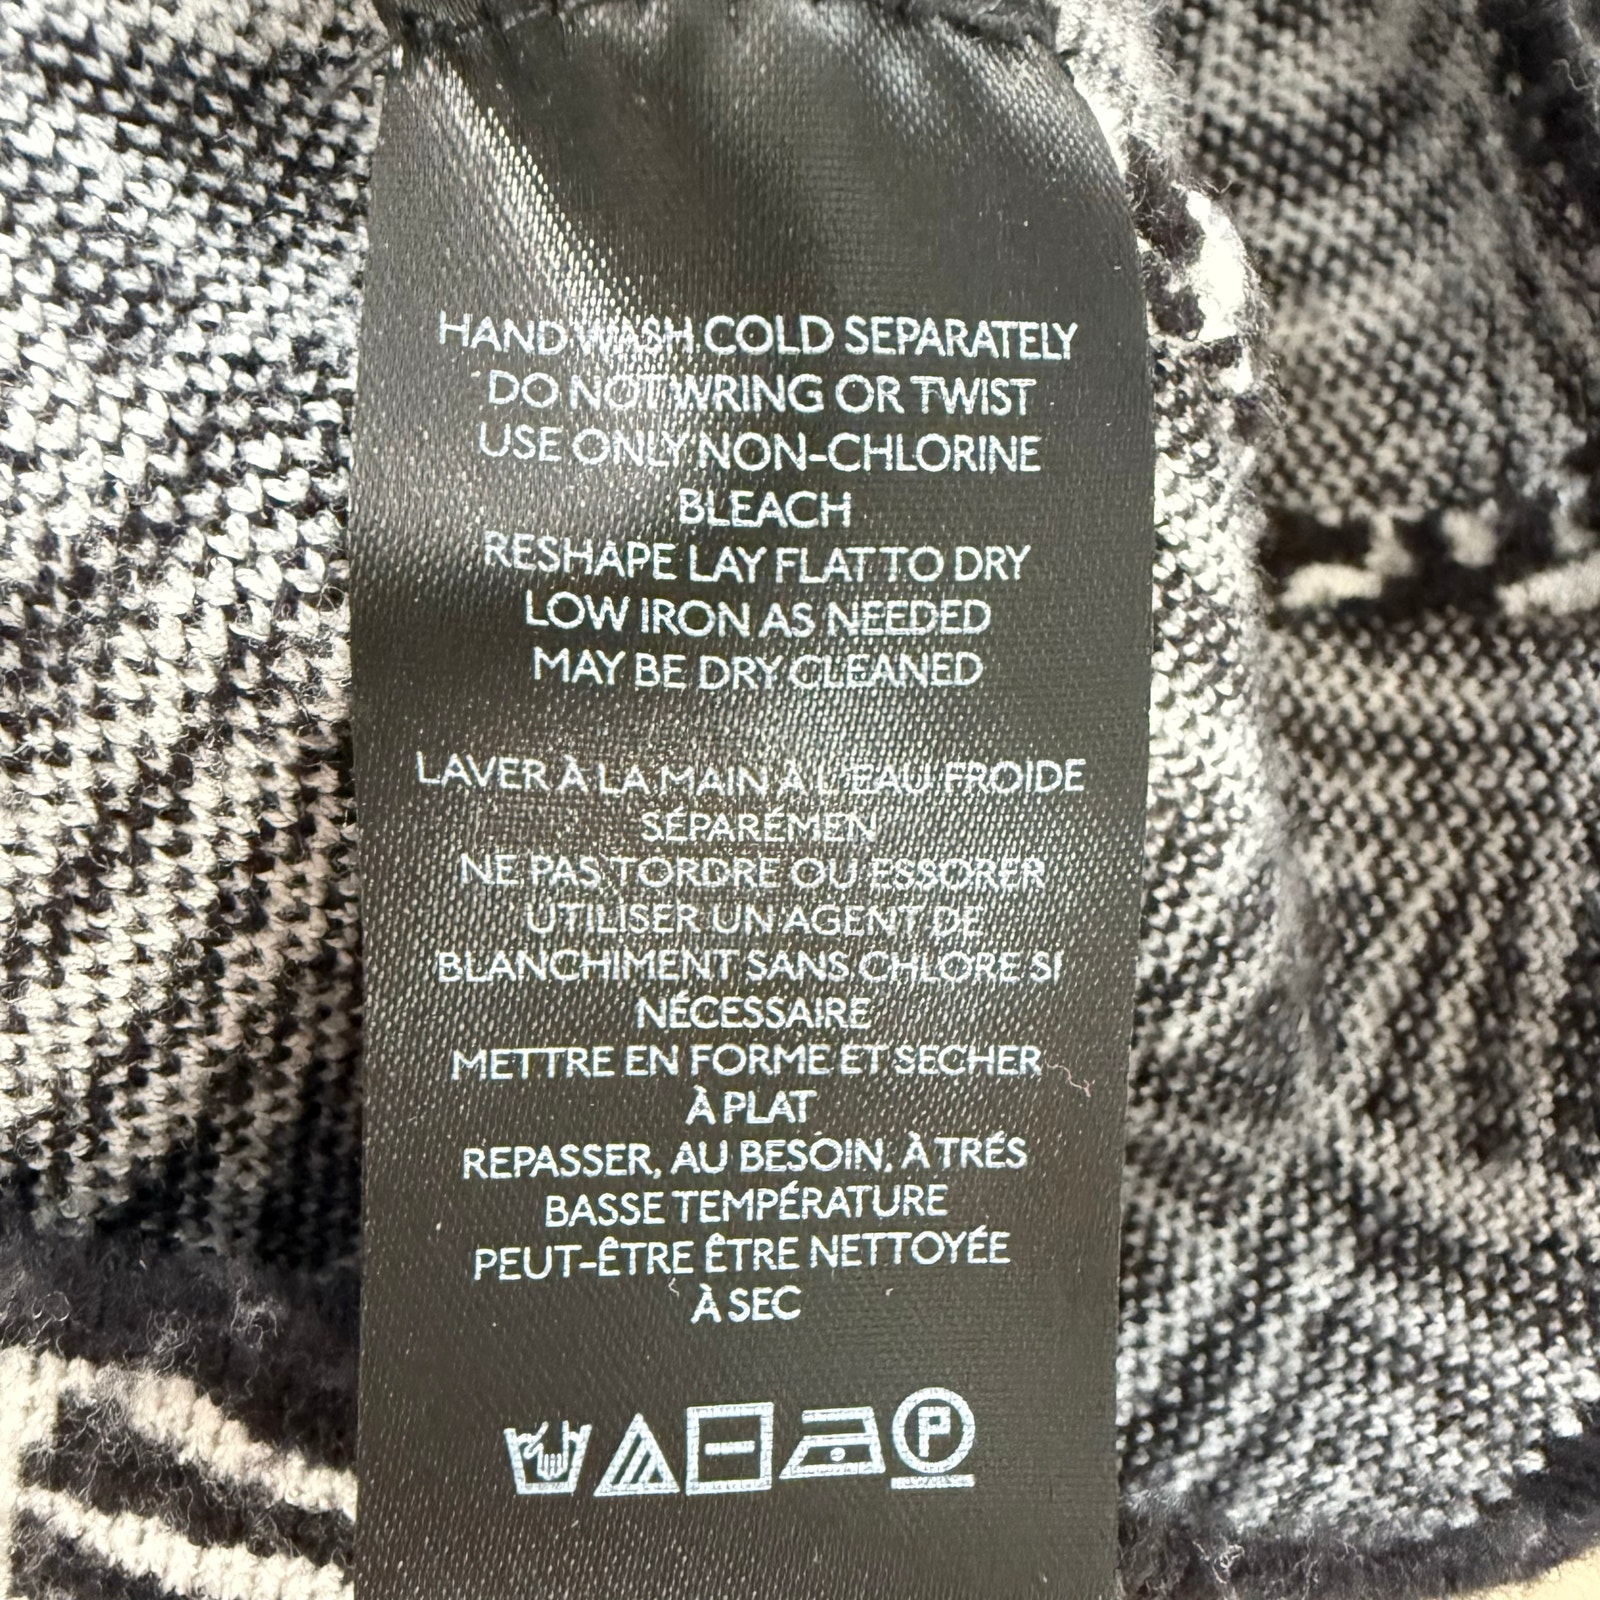 HAND WASH COLD SEPARATELY
DO NOT WRING OR TWIST
USE ONLY NON-CHLORINE
BLEACH
RESHAPE LAY FLAT TO DRY
LOW IRON AS NEEDED
MAY BE DRY CLEANED
LAVER À LA MAIN À L'EAU FROIDE
SÉPARÉMEN
NE PAS TORDRE OU ESSORER
UTILISER UN AGENT DE
BLANCHIMENT SANS CHLORE SI
NÉCESSAIRE
METTRE EN FORME ET SECHER
À PLAT
REPASSER, AU BESOIN, À TRÉS
BASSE TEMPÉRATURE
PEUT-ÊTRE ÊTRE NETTOYÉE
À SEC
P